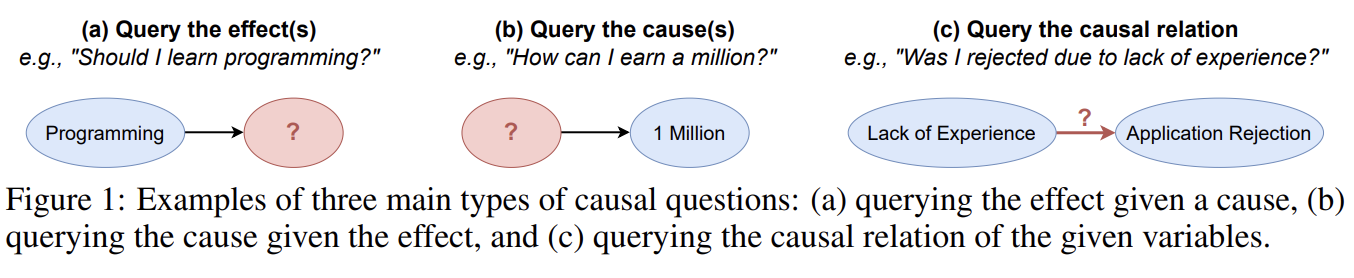 (a) Query the effect(s)
e.g., "Should I learn programming?"
Programming
?
(b) Query the cause(s)
e.g., "How can I earn a million?"
?
1 Million
(c) Query the causal relation
e.g., "Was I rejected due to lack of experience?"
Lack of Experience
?
Application Rejection
Figure 1: Examples of three main types of causal questions: (a) querying the effect given a cause, (b)
querying the cause given the effect, and (c) querying the causal relation of the given variables.